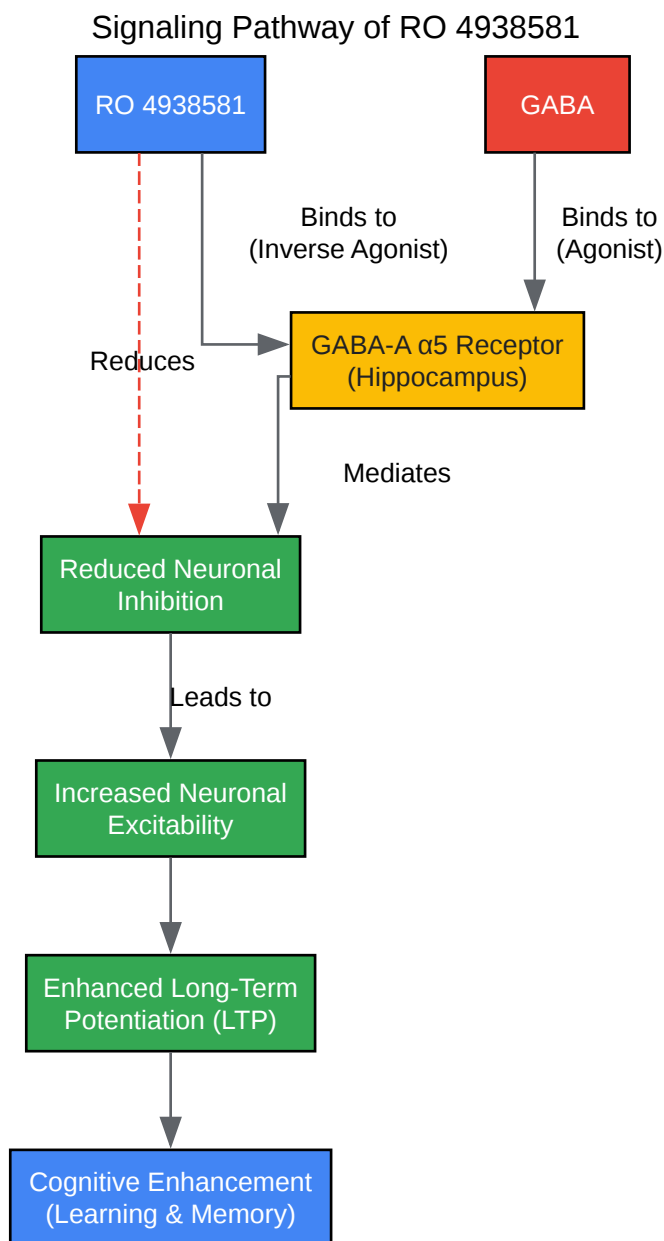 Signaling Pathway of RO 4938581
RO 4938581
GABA
Binds to
(Inverse Agonist)
Binds to
(Agonist)
GABA-A α5 Receptor
(Hippocampus)
Reduces
Mediates
Reduced Neuronal
Inhibition
Leads to
Increased Neuronal
Excitability
Enhanced Long-Term
Potentiation (LTP)
Cognitive Enhancement
(Learning & Memory)